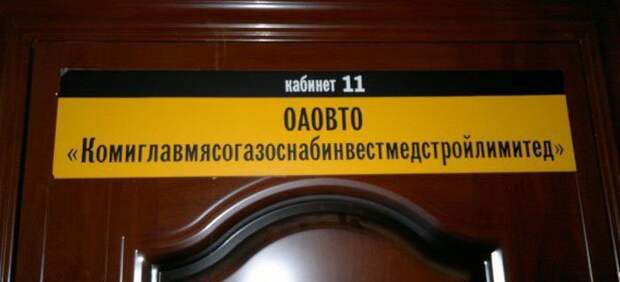 кабинет 11
ОАОВТО
«Комиглавмясогазоснабинвестмедстройлимитед»